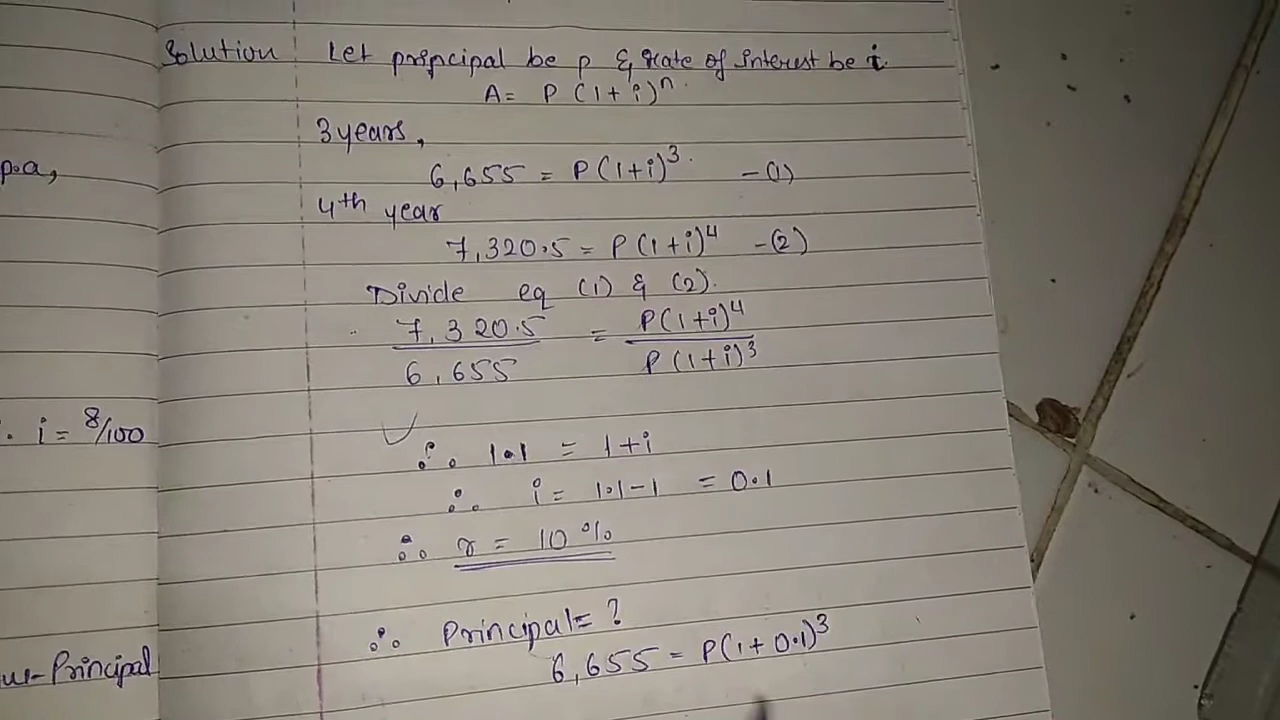 Solution Let principal be p & rate of interest be i.
A = P (1 + i)ⁿ.
3 years,
p.a,
6,655 = P(1+i)³. -(1)
4th year
7,320.5 = P(1+i)⁴ -(2)
Divide eq (1) & (2).
7,320.5 = P(1+i)⁴
6,655 P(1+i)³
∴ i = 8/100
∴ 1.1 = 1+i
∴ i = 1.1-1 = 0.1
∴ r = 10%
∴ Principal = ?
6,655 = P(1+0.1)³
Principal